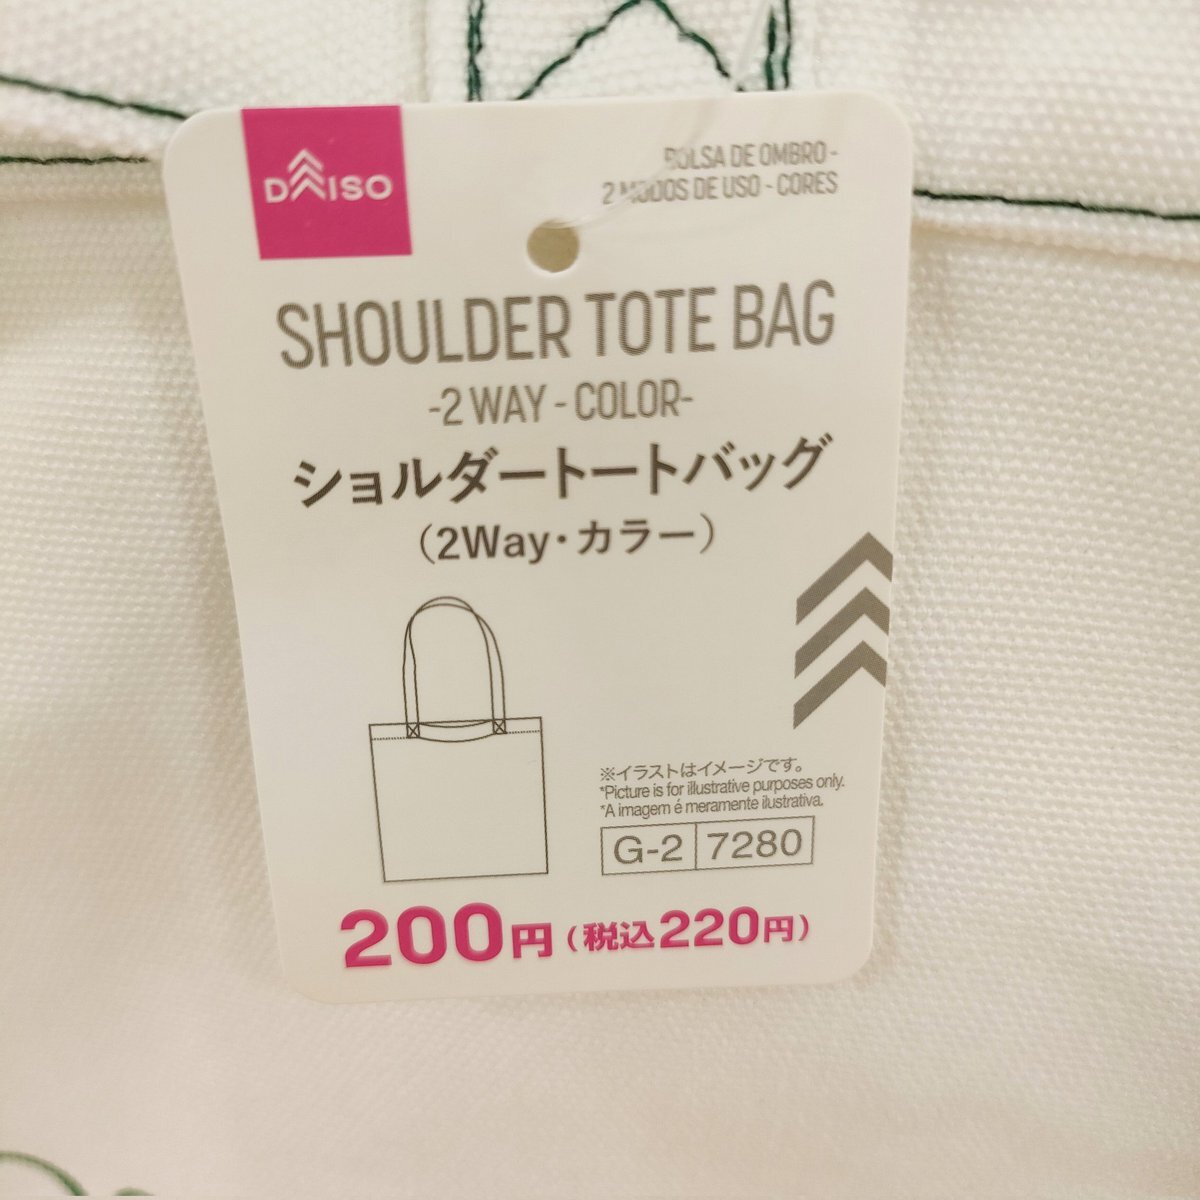 DAISO
BOLSA DE OMBRO -
2 MODOS DE USO - CORES
SHOULDER TOTE BAG
-2 WAY - COLOR-
ショルダートートバッグ
（2Way・カラー）
※イラストはイメージです。
*Picture is for illustrative purposes only.
*A imagem é meramente ilustrativa.
G-2 7280
200円（税込220円）